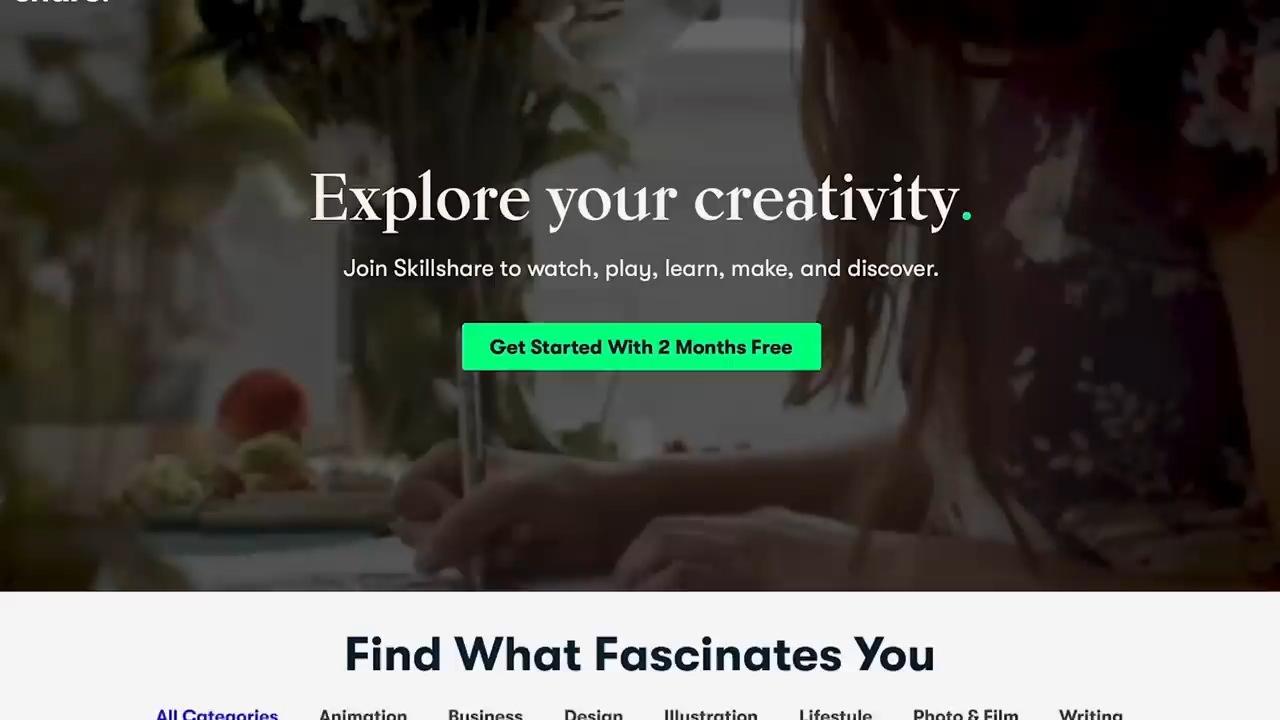 share.
Explore your creativity.
Join Skillshare to watch, play, learn, make, and discover.
Get Started With 2 Months Free
Find What Fascinates You
All Categories Animation Business Design Illustration Lifestyle Photo & Film Writing